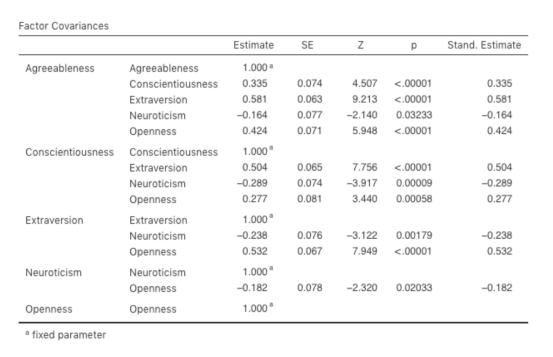 Factor Covariances
Estimate SE Z p Stand. Estimate
Agreeableness Agreeableness 1.000 ᵃ
Conscientiousness 0.335 0.074 4.507 <.00001 0.335
Extraversion 0.581 0.063 9.213 <.00001 0.581
Neuroticism −0.164 0.077 −2.140 0.03233 −0.164
Openness 0.424 0.071 5.948 <.00001 0.424
Conscientiousness Conscientiousness 1.000 ᵃ
Extraversion 0.504 0.065 7.756 <.00001 0.504
Neuroticism −0.289 0.074 −3.917 0.00009 −0.289
Openness 0.277 0.081 3.440 0.00058 0.277
Extraversion Extraversion 1.000 ᵃ
Neuroticism −0.238 0.076 −3.122 0.00179 −0.238
Openness 0.532 0.067 7.949 <.00001 0.532
Neuroticism Neuroticism 1.000 ᵃ
Openness −0.182 0.078 −2.320 0.02033 −0.182
Openness Openness 1.000 ᵃ
ᵃ fixed parameter